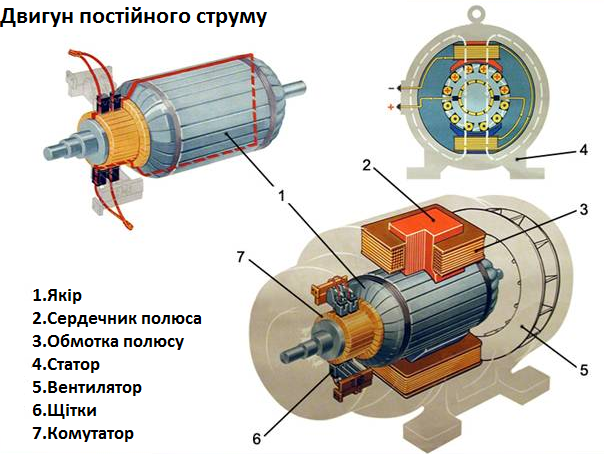 Двигун постійного струму
-
+
4
2
1
3
7
5
6
1.Якір
2.Сердечник полюса
3.Обмотка полюсу
4.Статор
5.Вентилятор
6.Щітки
7.Комутатор